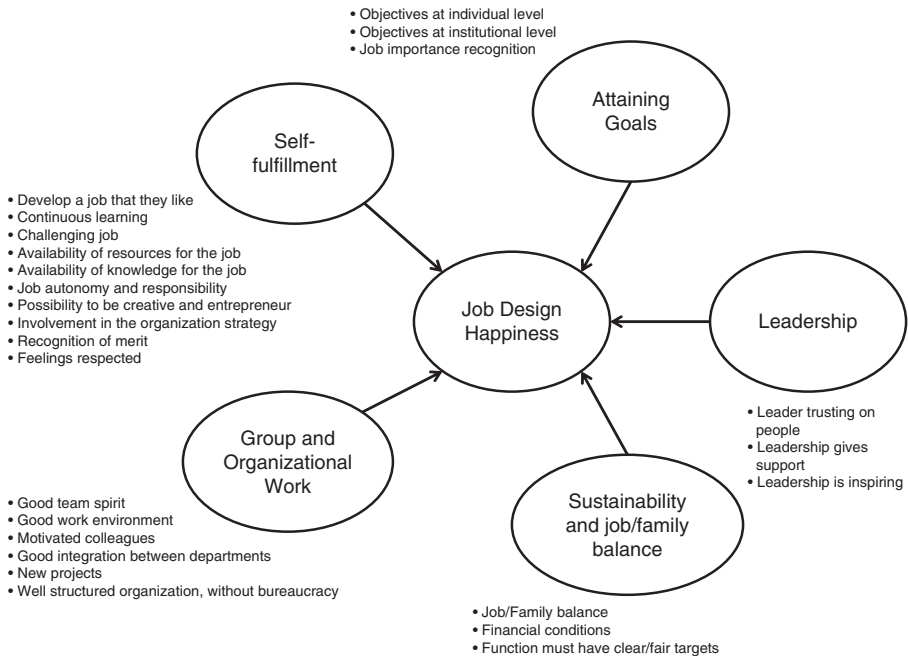 • Objectives at individual level
• Objectives at institutional level
• Job importance recognition
Attaining
Goals
Self-
fulfillment
• Develop a job that they like
• Continuous learning
• Challenging job
• Availability of resources for the job
• Availability of knowledge for the job
• Job autonomy and responsibility
• Possibility to be creative and entrepreneur
• Involvement in the organization strategy
• Recognition of merit
• Feelings respected
Job Design
Happiness
Leadership
• Leader trusting on
people
• Leadership gives
support
• Leadership is inspiring
Group and
Organizational
Work
• Good team spirit
• Good work environment
• Motivated colleagues
• Good integration between departments
• New projects
• Well structured organization, without bureaucracy
Sustainability
and job/family
balance
• Job/Family balance
• Financial conditions
• Function must have clear/fair targets